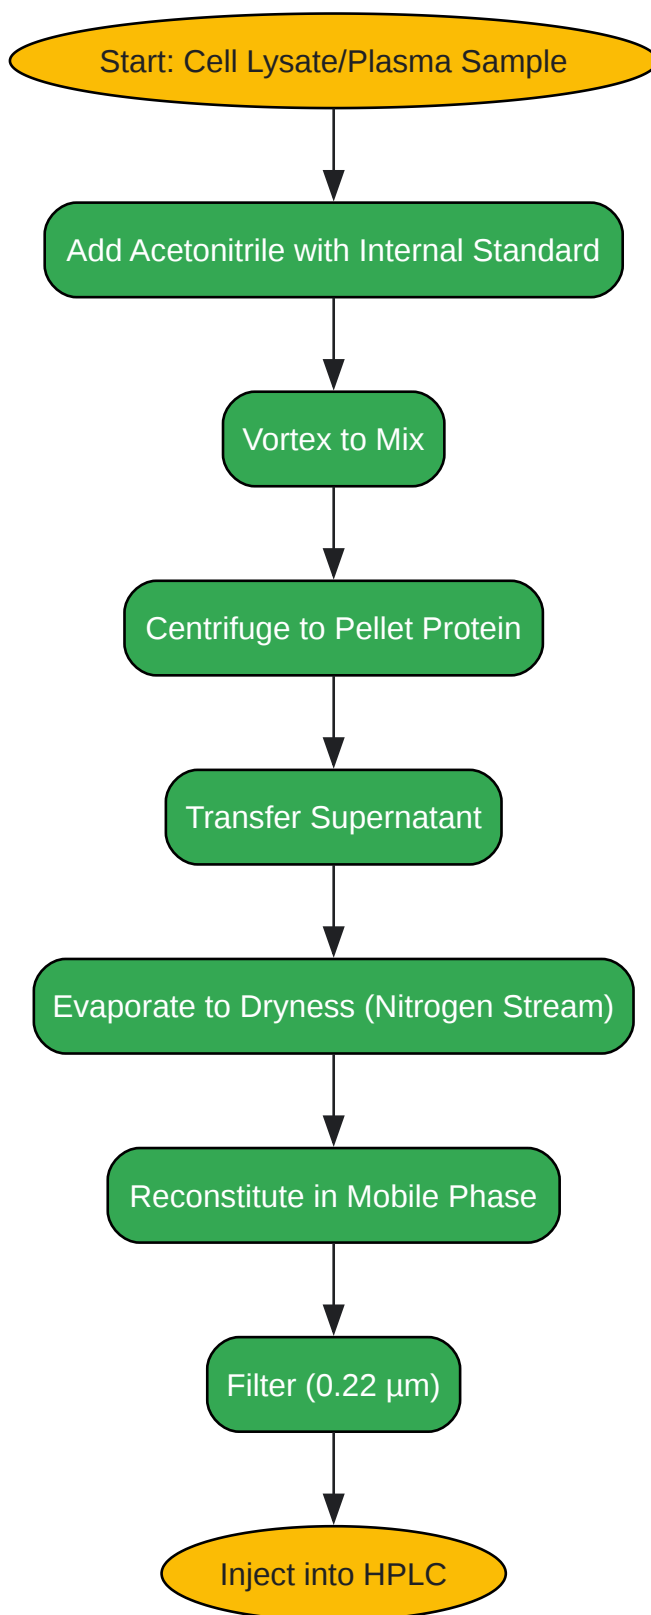 Start: Cell Lysate/Plasma Sample
Add Acetonitrile with Internal Standard
Vortex to Mix
Centrifuge to Pellet Protein
Transfer Supernatant
Evaporate to Dryness (Nitrogen Stream)
Reconstitute in Mobile Phase
Filter (0.22 µm)
Inject into HPLC